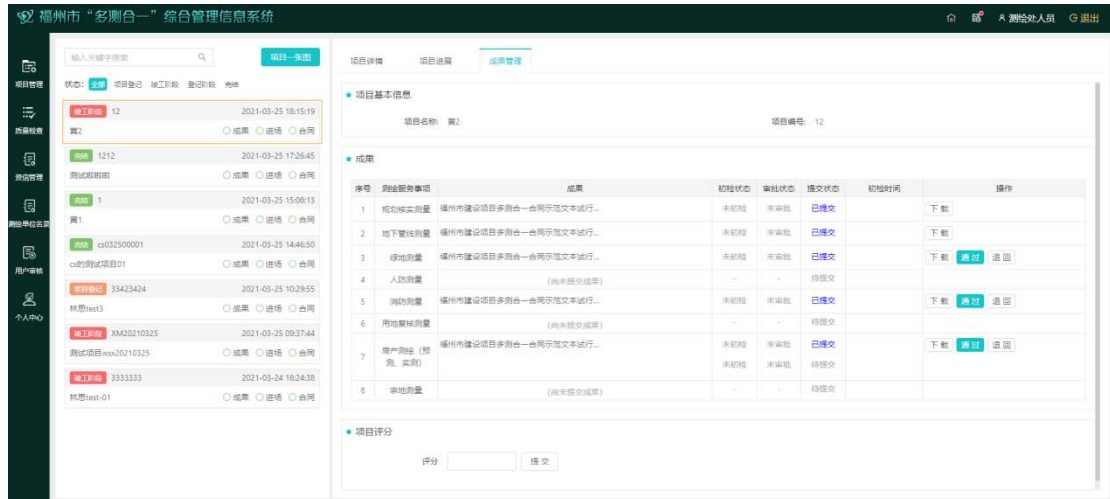 福州市“多测合一”综合管理信息系统
测绘处人员 退出
项目管理
质量检查
资信管理
测绘单位名录
用户审核
个人中心
输入关键字搜索 项目一张图
状态: 全部 项目登记 竣工阶段 登记阶段 完结
竣工阶段 12 2021-03-25 18:15:19
黄2 成果 进场 合同
完结 1212 2021-03-25 17:26:45
测试啦啦啦 成果 进场 合同
完结 1 2021-03-25 15:08:13
黄1 成果 进场 合同
完结 cs032500001 2021-03-25 14:46:50
cs的测试项目01 成果 进场 合同
项目登记 33423424 2021-03-25 10:29:55
林思test3 成果 进场 合同
竣工阶段 XM20210325 2021-03-25 09:37:44
测试项目wsx20210325 成果 进场 合同
竣工阶段 3333333 2021-03-24 18:24:38
林思test-01 成果 进场 合同
项目详情 项目进展 成果管理
项目基本信息
项目名称: 黄2 项目编号: 12
成果
序号 测绘服务事项 成果 初检状态 审批状态 提交状态 初检时间 操作
1 规划核实测量 福州市建设项目多测合一合同示范文本试行... 未初检 未审批 已提交 下载
2 地下管线测量 福州市建设项目多测合一合同示范文本试行... 未初检 未审批 已提交 下载
3 绿地测量 福州市建设项目多测合一合同示范文本试行... 未初检 未审批 已提交 下载 通过 退回
4 人防测量 (尚未提交成果) - - 待提交
5 消防测量 福州市建设项目多测合一合同示范文本试行... 未初检 未审批 已提交 下载 通过 退回
6 用地复核测量 (尚未提交成果) - - 待提交
7 房产测绘（预测、实测） 福州市建设项目多测合一合同示范文本试行... 未初检 未审批 已提交 下载 通过 退回
未初检 未审批 待提交
8 宗地测量 (尚未提交成果) - - 待提交
项目评分
评分 提交